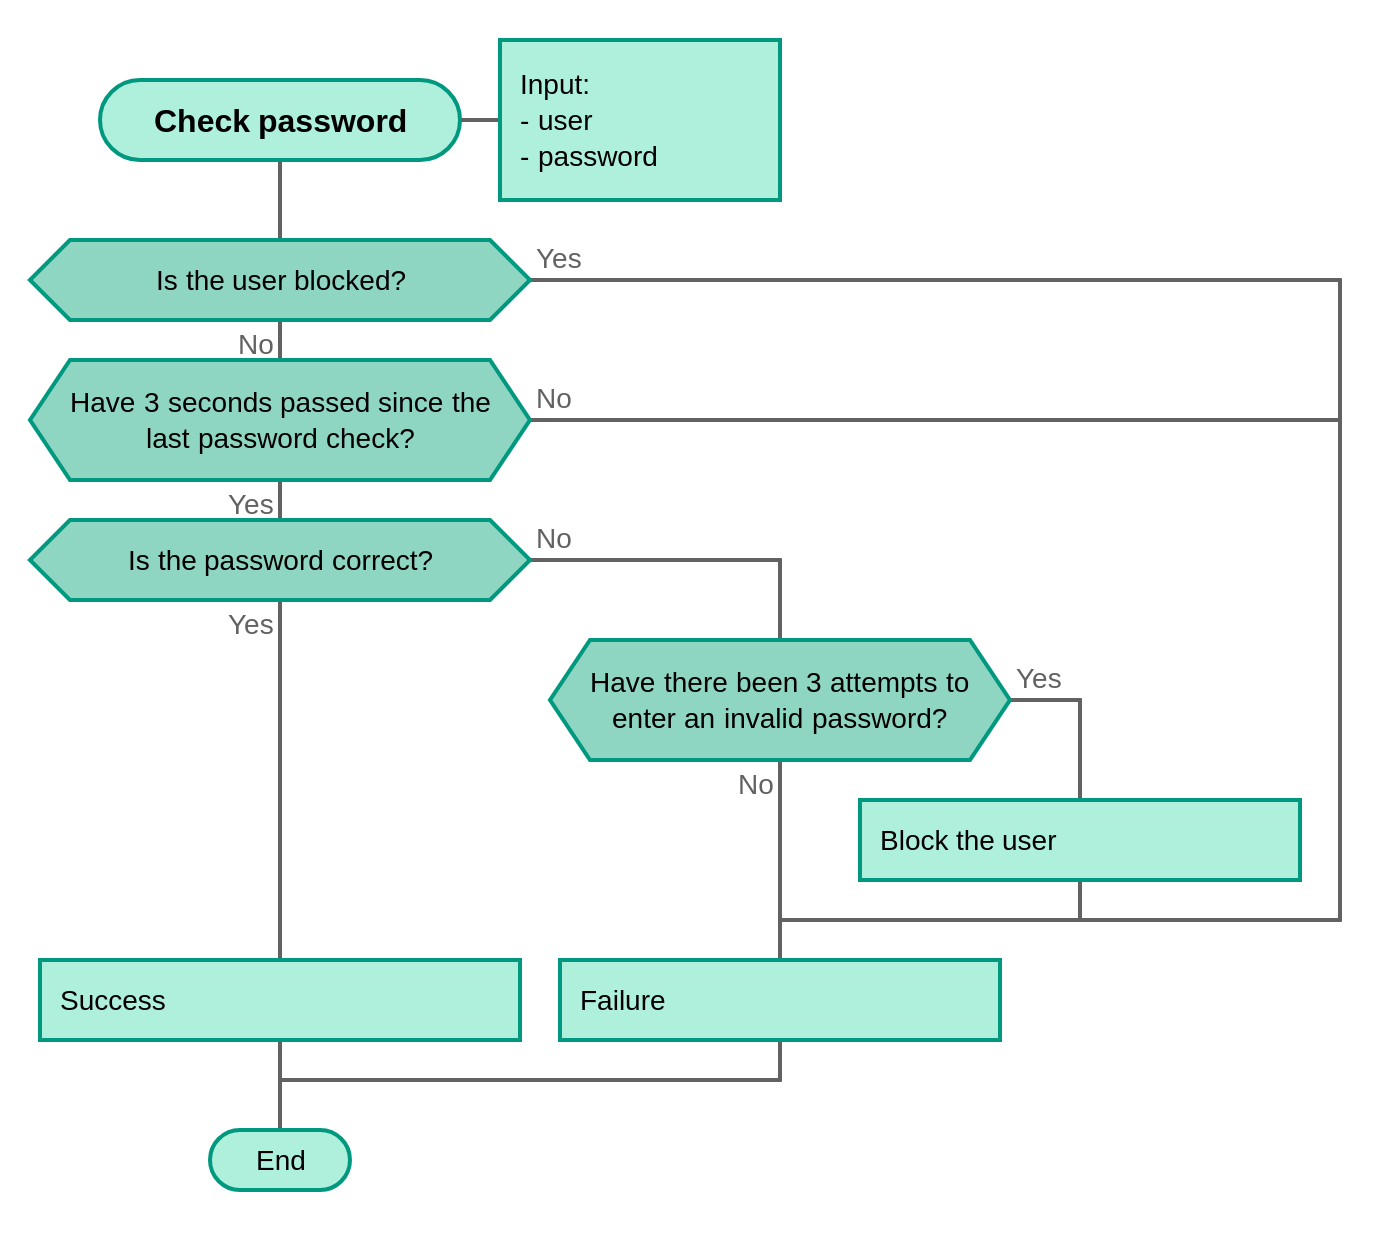 Check password
Input:
- user
- password
Is the user blocked?
Yes
No
Have 3 seconds passed since the
last password check?
No
Yes
Is the password correct?
No
Yes
Have there been 3 attempts to
enter an invalid password?
Yes
No
Block the user
Success
Failure
End